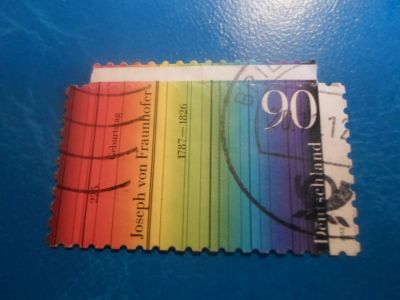 225. Geburtstag
Joseph von Fraunhofer
1787–1826
90
Deutschland